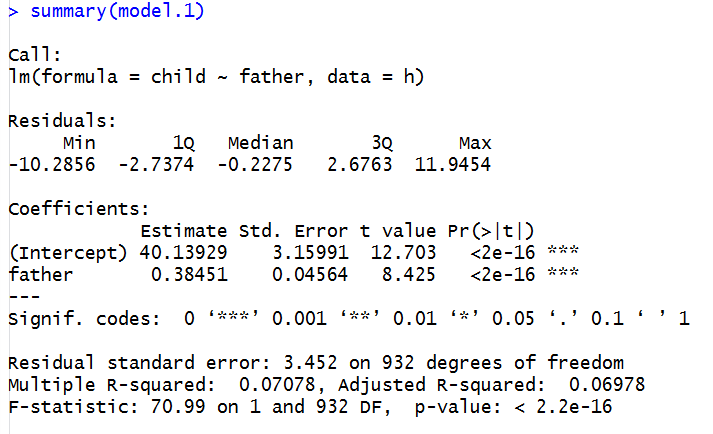 > summary(model.1)
Call:
lm(formula = child ~ father, data = h)
Residuals:
Min 1Q Median 3Q Max
-10.2856 -2.7374 -0.2275 2.6763 11.9454
Coefficients:
Estimate Std. Error t value Pr(>|t|)
(Intercept) 40.13929 3.15991 12.703 <2e-16 ***
father 0.38451 0.04564 8.425 <2e-16 ***
---
Signif. codes: 0 ‘***’ 0.001 ‘**’ 0.01 ‘*’ 0.05 ‘.’ 0.1 ‘ ’ 1
Residual standard error: 3.452 on 932 degrees of freedom
Multiple R-squared: 0.07078, Adjusted R-squared: 0.06978
F-statistic: 70.99 on 1 and 932 DF, p-value: < 2.2e-16